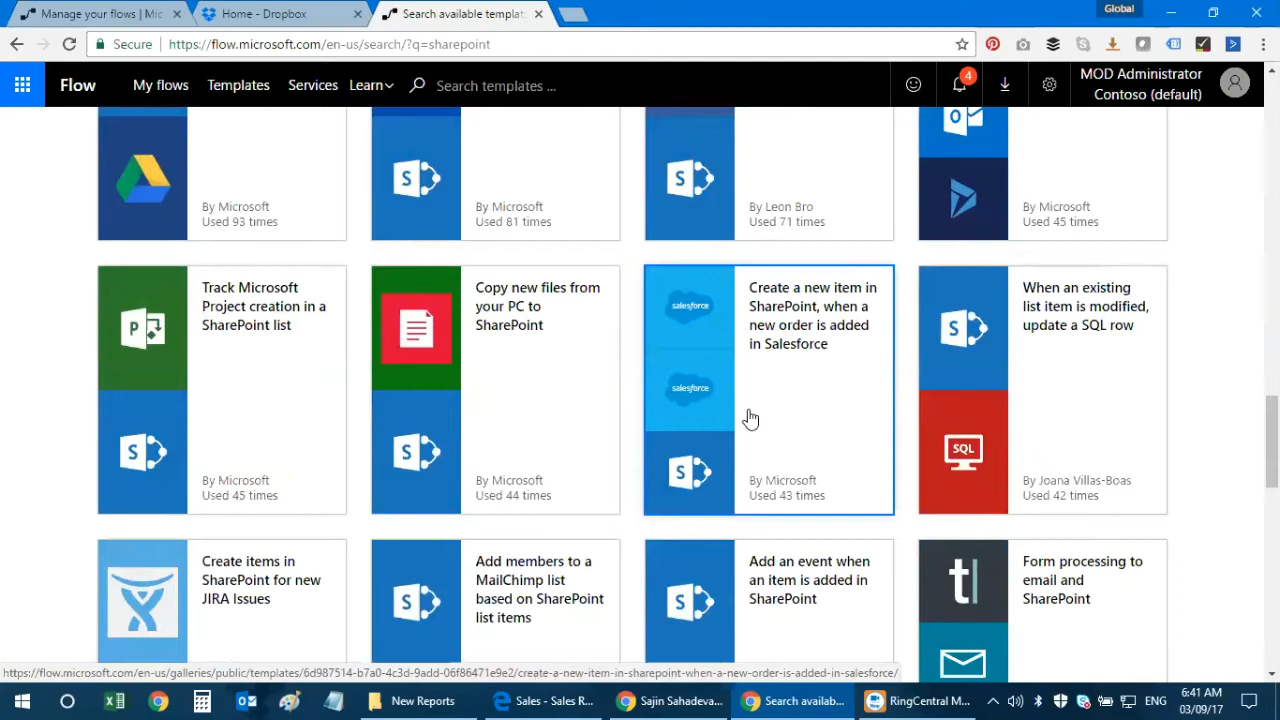 Global
Manage your flows | Mic
Home - Dropbox
Search available templat
Secure
https://flow.microsoft.com/en-us/search/?q=sharepoint
Flow
My flows
Templates
Services
Learn
Search templates ...
4
MOD Administrator
Contoso (default)
By Microsoft
Used 93 times
S
By Microsoft
Used 81 times
S
By Leon Bro
Used 71 times
By Microsoft
Used 45 times
P
S
Track Microsoft
Project creation in a
SharePoint list
By Microsoft
Used 45 times
S
Copy new files from
your PC to
SharePoint
By Microsoft
Used 44 times
salesforce
salesforce
S
Create a new item in
SharePoint, when a
new order is added
in Salesforce
By Microsoft
Used 43 times
S
SQL
When an existing
list item is modified,
update a SQL row
By Joana Villas-Boas
Used 42 times
Create items in
SharePoint for new
JIRA Issues
S
Add members to a
MailChimp list
based on SharePoint
list items
S
Add an event when
an item is added in
SharePoint
t
Form processing to
email and
SharePoint
https://flow.microsoft.com/en-us/galleries/public/templates/6d987514-b7a0-4c3d-9add-06f86471e9e2/create-a-new-item-in-sharepoint-when-a-new-order-is-added-in-salesforce/
New Reports
Sales - Sales R...
Sajin Sahadeva...
Search availab...
RingCentral M...
ENG
6:41 AM
03/09/17